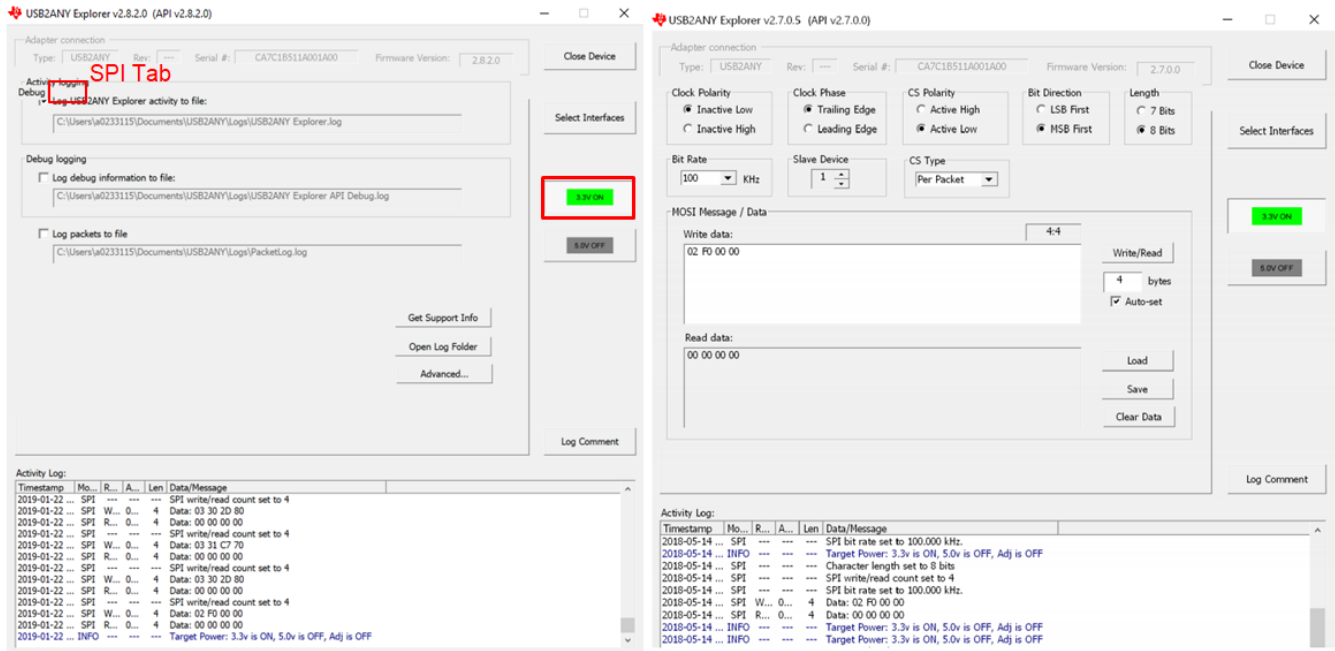 USB2ANY Explorer v2.8.2.0 (API v2.8.2.0)
Adapter connection
Type: USB2ANY Rev: --- Serial #: CA7C1B511A001A00 Firmware Version: 2.8.2.0
Close Device
SPI Tab
Activity logging
Debug
Log USB2ANY Explorer activity to file:
C:\Users\a0233115\Documents\USB2ANY\Logs\USB2ANY Explorer.log
Select Interfaces
Debug logging
Log debug information to file:
C:\Users\a0233115\Documents\USB2ANY\Logs\USB2ANY Explorer API Debug.log
3.3V ON
Log packets to file
C:\Users\a0233115\Documents\USB2ANY\Logs\PacketLog.log
5.0V OFF
Get Support Info
Open Log Folder
Advanced...
Log Comment
Activity Log:
Timestamp Mo... R... A... Len Data/Message
2019-01-22 ... SPI --- --- --- SPI write/read count set to 4
2019-01-22 ... SPI W... 0... 4 Data: 03 30 2D 80
2019-01-22 ... SPI R... 0... 4 Data: 00 00 00 00
2019-01-22 ... SPI --- --- --- SPI write/read count set to 4
2019-01-22 ... SPI W... 0... 4 Data: 03 31 C7 70
2019-01-22 ... SPI R... 0... 4 Data: 00 00 00 00
2019-01-22 ... SPI --- --- --- SPI write/read count set to 4
2019-01-22 ... SPI W... 0... 4 Data: 03 30 2D 80
2019-01-22 ... SPI R... 0... 4 Data: 00 00 00 00
2019-01-22 ... SPI --- --- --- SPI write/read count set to 4
2019-01-22 ... SPI W... 0... 4 Data: 02 F0 00 00
2019-01-22 ... SPI R... 0... 4 Data: 00 00 00 00
2019-01-22 ... INFO --- --- --- Target Power: 3.3v is ON, 5.0v is OFF, Adj is OFF
USB2ANY Explorer v2.7.0.5 (API v2.7.0.0)
Adapter connection
Type: USB2ANY Rev: --- Serial #: CA7C1B511A001A00 Firmware Version: 2.7.0.0
Close Device
Clock Polarity Clock Phase CS Polarity Bit Direction Length
Inactive Low Trailing Edge Active High LSB First 7 Bits
Inactive High Leading Edge Active Low MSB First 8 Bits
Select Interfaces
Bit Rate Slave Device CS Type
100 KHz 1 Per Packet
MOSI Message / Data
3.3V ON
Write data: 4:4
02 F0 00 00
Write/Read
5.0V OFF
4 bytes
Auto-set
Read data:
00 00 00 00
Load
Save
Clear Data
Log Comment
Activity Log:
Timestamp Mo... R... A... Len Data/Message
2018-05-14 ... SPI --- --- --- SPI bit rate set to 100.000 kHz.
2018-05-14 ... INFO --- --- --- Target Power: 3.3v is ON, 5.0v is OFF, Adj is OFF
2018-05-14 ... SPI --- --- --- Character length set to 8 bits
2018-05-14 ... SPI --- --- --- SPI write/read count set to 4
2018-05-14 ... SPI --- --- --- SPI bit rate set to 100.000 kHz.
2018-05-14 ... SPI W... 0... 4 Data: 02 F0 00 00
2018-05-14 ... SPI R... 0... 4 Data: 00 00 00 00
2018-05-14 ... INFO --- --- --- Target Power: 3.3v is ON, 5.0v is OFF, Adj is OFF
2018-05-14 ... INFO --- --- --- Target Power: 3.3v is ON, 5.0v is OFF, Adj is OFF